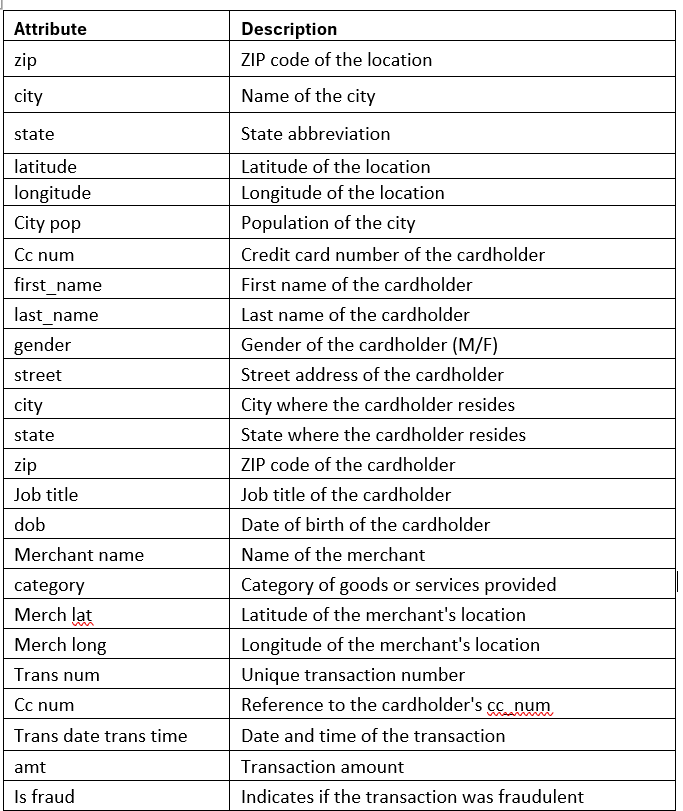 Attribute Description
zip ZIP code of the location
city Name of the city
state State abbreviation
latitude Latitude of the location
longitude Longitude of the location
City pop Population of the city
Cc num Credit card number of the cardholder
first_name First name of the cardholder
last_name Last name of the cardholder
gender Gender of the cardholder (M/F)
street Street address of the cardholder
city City where the cardholder resides
state State where the cardholder resides
zip ZIP code of the cardholder
Job title Job title of the cardholder
dob Date of birth of the cardholder
Merchant name Name of the merchant
category Category of goods or services provided
Merch lat Latitude of the merchant's location
Merch long Longitude of the merchant's location
Trans num Unique transaction number
Cc num Reference to the cardholder's cc_num
Trans date trans time Date and time of the transaction
amt Transaction amount
Is fraud Indicates if the transaction was fraudulent